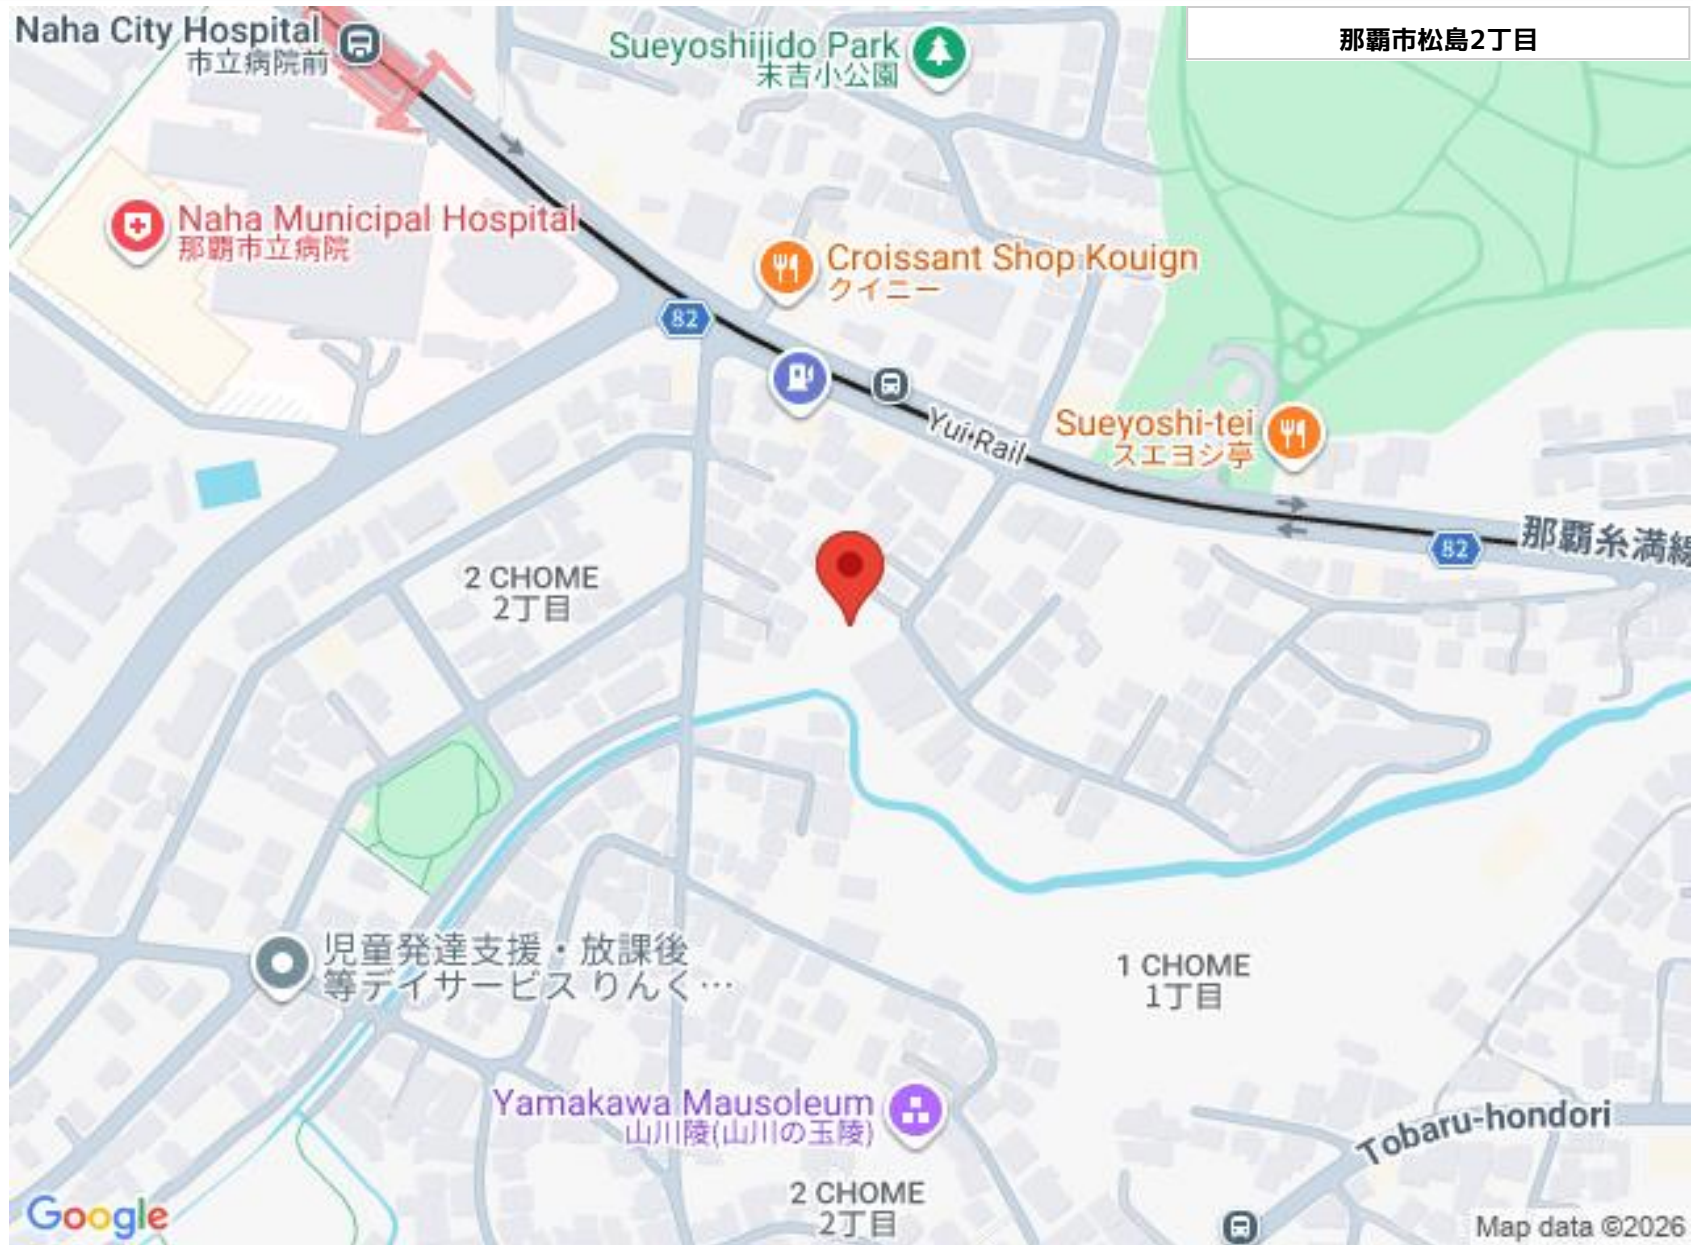 Naha City Hospital
市立病院前
Sueyoshijido Park
末吉小公園
那覇市松島2丁目
Naha Municipal Hospital
那覇市立病院
Croissant Shop Kouign
クイニー
82
Yui Rail
Sueyoshi-tei
スエヨシ亭
82
那覇糸満線
2 CHOME
2丁目
児童発達支援・放課後
等デイサービス りんく…
1 CHOME
1丁目
Yamakawa Mausoleum
山川陵(山川の玉陵)
Tobaru-hondori
2 CHOME
2丁目
Google
Map data ©2026